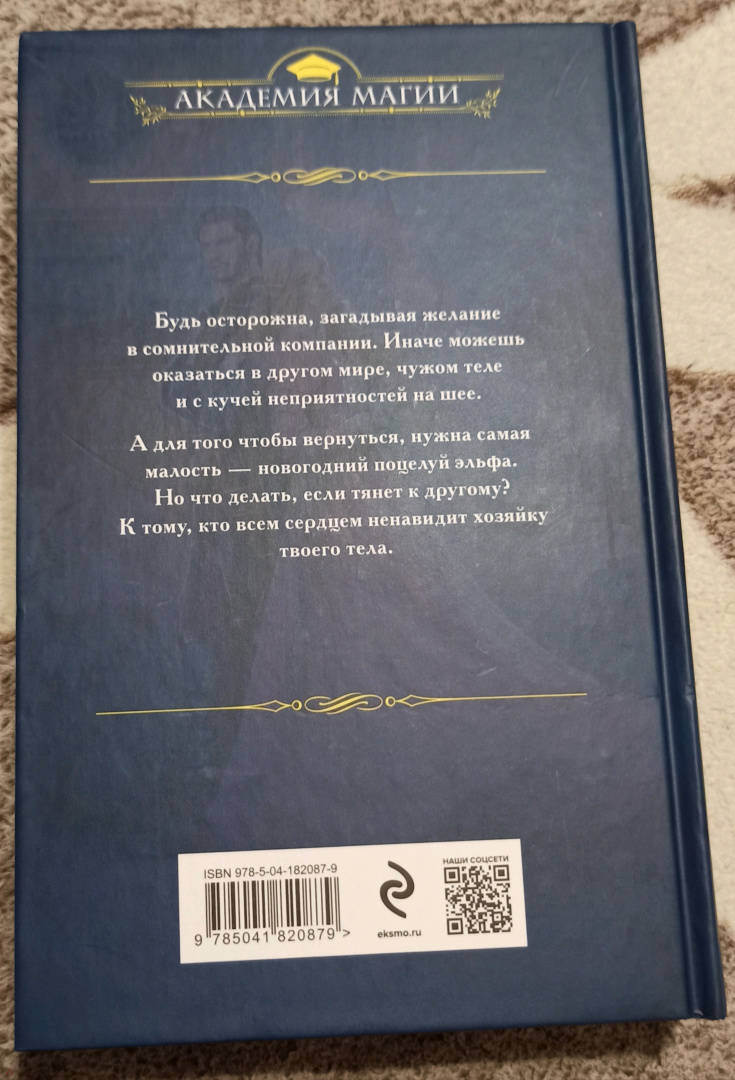 АКАДЕМИЯ МАГИИ
Будь осторожна, загадывая желание
в сомнительной компании. Иначе можешь
оказаться в другом мире, чужом теле
и с кучей неприятностей на шее.
А для того чтобы вернуться, нужна самая
малость — новогодний поцелуй эльфа.
Но что делать, если тянет к другому?
К тому, кто всем сердцем ненавидит хозяйку
твоего тела.
ISBN 978-5-04-182087-9
9 785041 820879 >
eksmo.ru
НАШИ СОЦСЕТИ